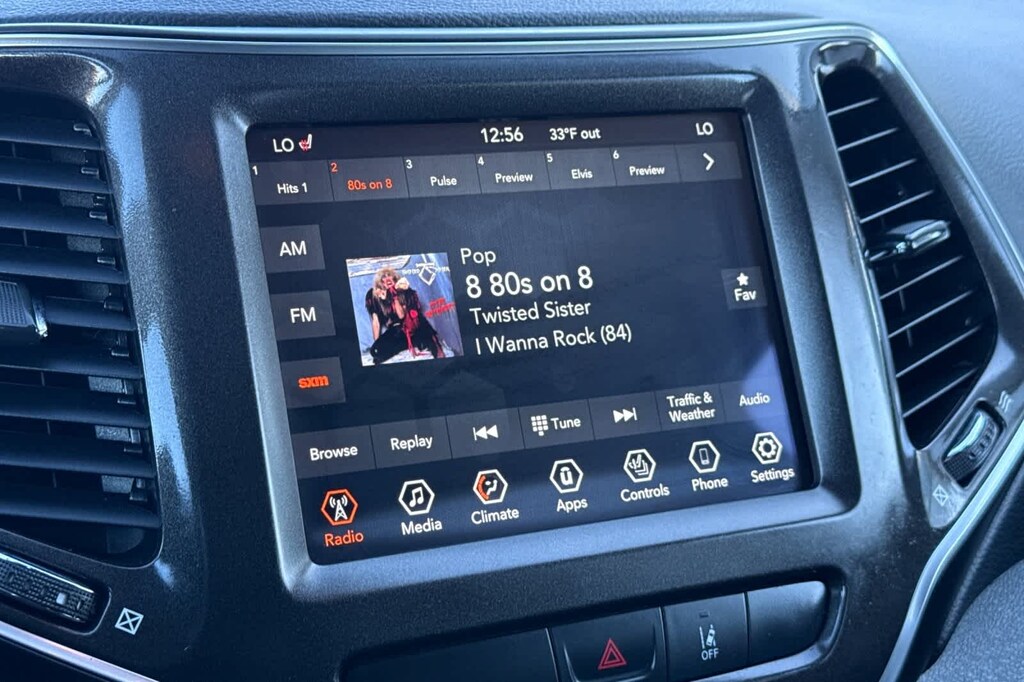 LO 12:56 33°F out LO
1 Hits 1 2 80s on 8 3 Pulse 4 Preview 5 Elvis 6 Preview
AM
FM
sxm
Pop
8 80s on 8
Twisted Sister
I Wanna Rock (84)
Fav
Browse Replay Tune Traffic & Weather Audio
Radio Media Climate Apps Controls Phone Settings
OFF